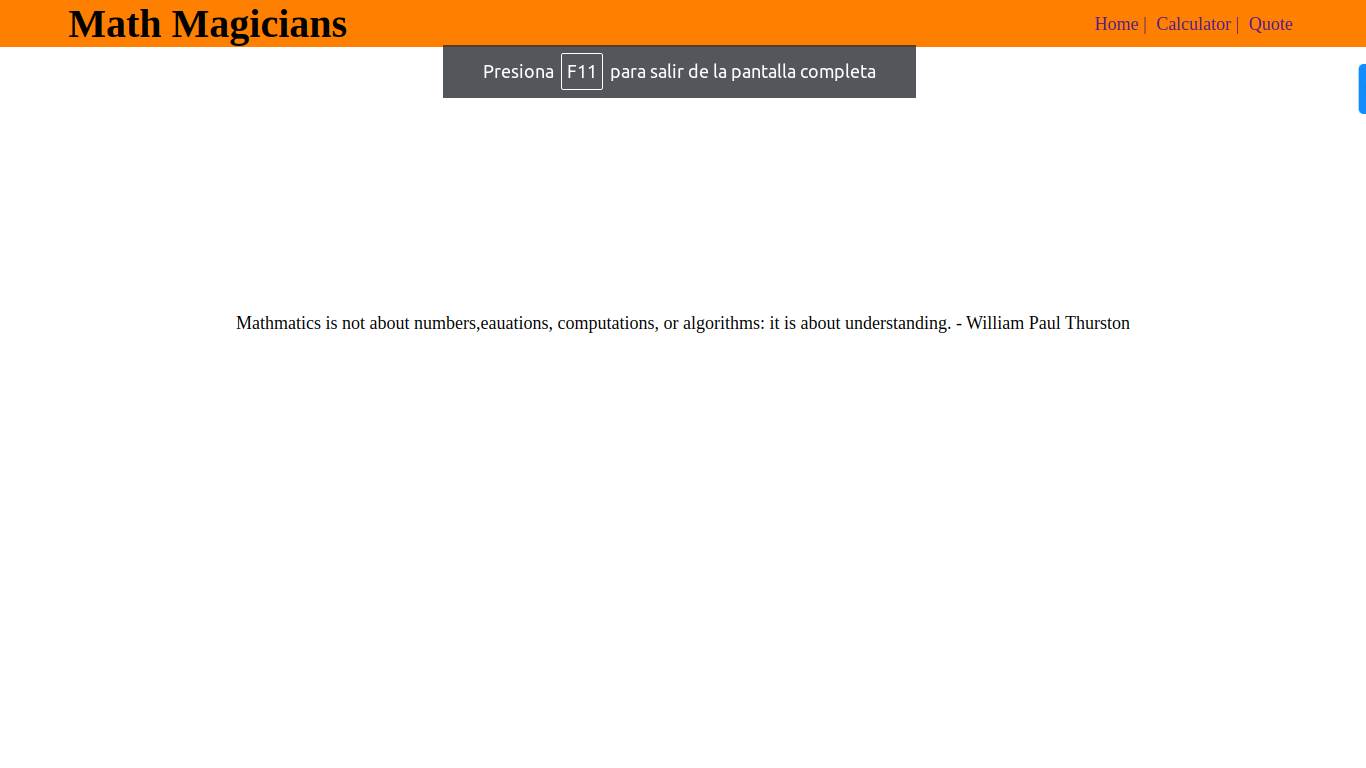 Math Magicians
Home | Calculator | Quote
Presiona F11 para salir de la pantalla completa
Mathmatics is not about numbers,eauations, computations, or algorithms: it is about understanding. - William Paul Thurston